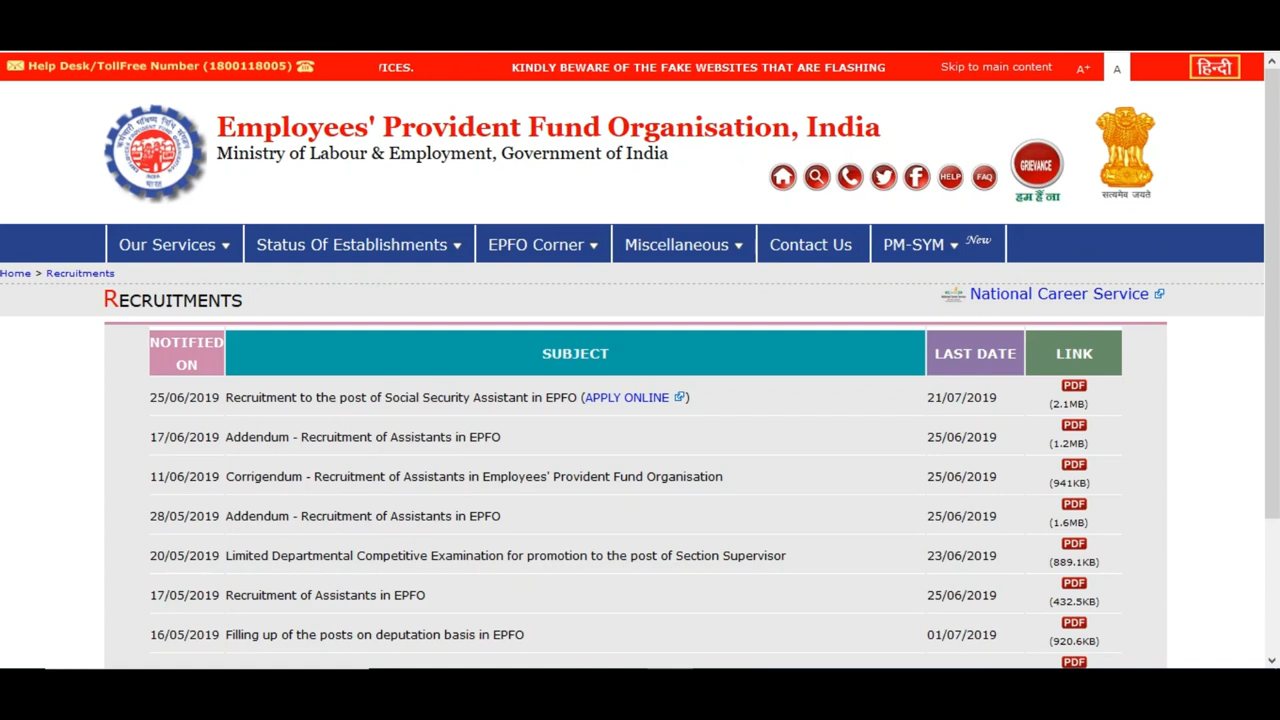 Help Desk/TollFree Number (1800118005)
ICES. KINDLY BEWARE OF THE FAKE WEBSITES THAT ARE FLASHING
Skip to main content A+ A हिन्दी
Employees' Provident Fund Organisation, India
Ministry of Labour & Employment, Government of India
HELP FAQ
GRIEVANCE
हम हैं ना
सत्यमेव जयते
Our Services Status Of Establishments EPFO Corner Miscellaneous Contact Us PM-SYM New
Home > Recruitments
RECRUITMENTS
National Career Service
NOTIFIED ON SUBJECT LAST DATE LINK
25/06/2019 Recruitment to the post of Social Security Assistant in EPFO (APPLY ONLINE ) 21/07/2019 PDF
(2.1MB)
17/06/2019 Addendum - Recruitment of Assistants in EPFO 25/06/2019 PDF
(1.2MB)
11/06/2019 Corrigendum - Recruitment of Assistants in Employees' Provident Fund Organisation 25/06/2019 PDF
(941KB)
28/05/2019 Addendum - Recruitment of Assistants in EPFO 25/06/2019 PDF
(1.6MB)
20/05/2019 Limited Departmental Competitive Examination for promotion to the post of Section Supervisor 23/06/2019 PDF
(889.1KB)
17/05/2019 Recruitment of Assistants in EPFO 25/06/2019 PDF
(432.5KB)
16/05/2019 Filling up of the posts on deputation basis in EPFO 01/07/2019 PDF
(920.6KB)
PDF